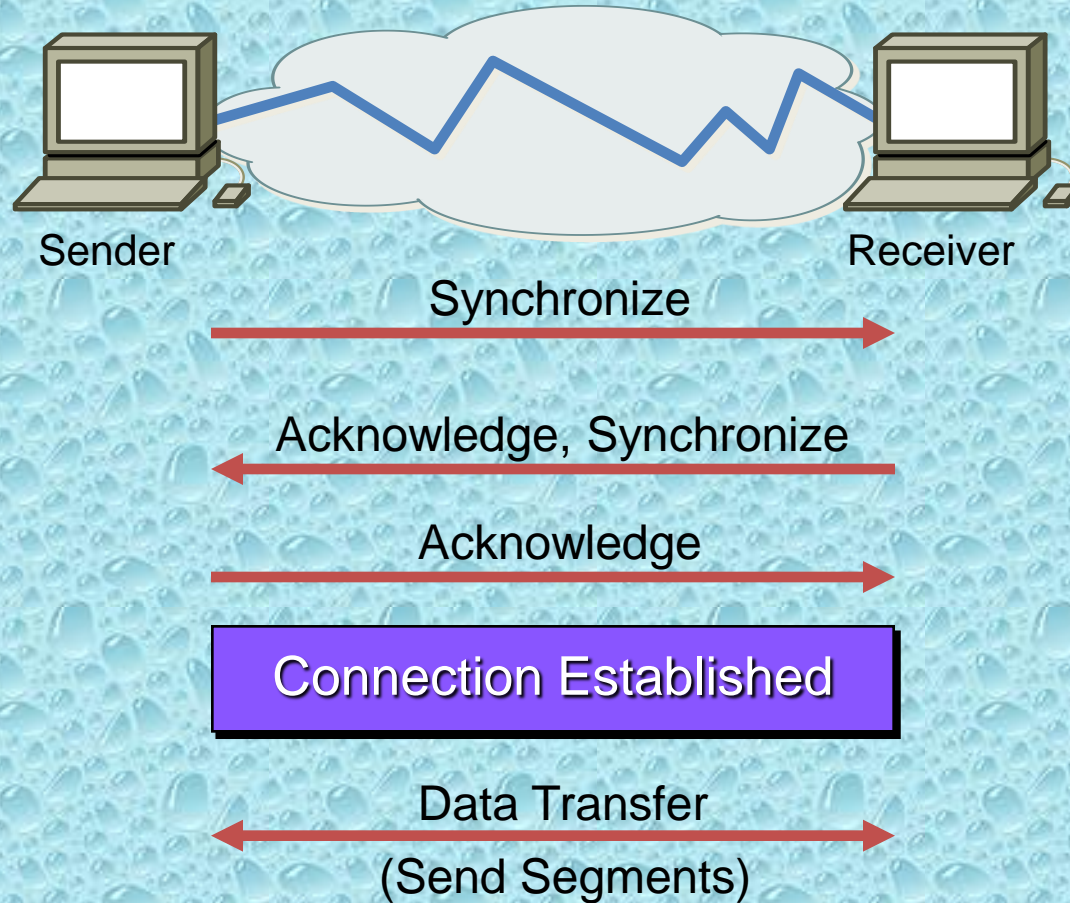 Sender
Receiver
Synchronize
Acknowledge, Synchronize
Acknowledge
Connection Established
Data Transfer
(Send Segments)